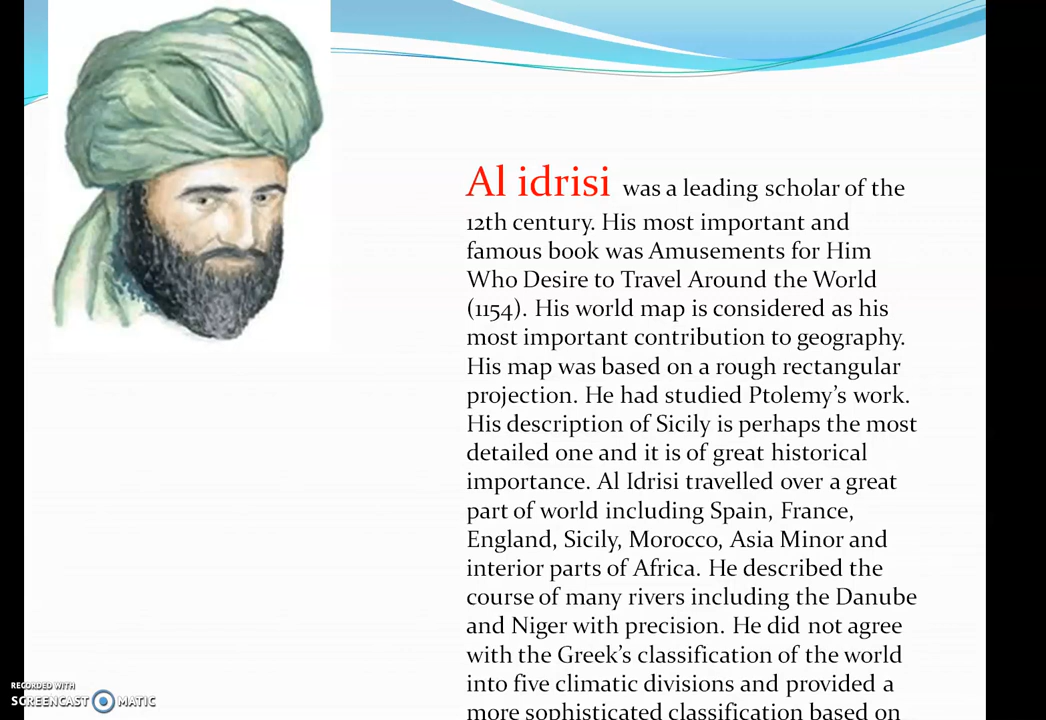 Al idrisi was a leading scholar of the
12th century. His most important and
famous book was Amusements for Him
Who Desire to Travel Around the World
(1154). His world map is considered as his
most important contribution to geography.
His map was based on a rough rectangular
projection. He had studied Ptolemy’s work.
His description of Sicily is perhaps the most
detailed one and it is of great historical
importance. Al Idrisi travelled over a great
part of world including Spain, France,
England, Sicily, Morocco, Asia Minor and
interior parts of Africa. He described the
course of many rivers including the Danube
and Niger with precision. He did not agree
with the Greek’s classification of the world
into five climatic divisions and provided a
more sophisticated classification based on
RECORDED WITH
SCREENCAST MATIC